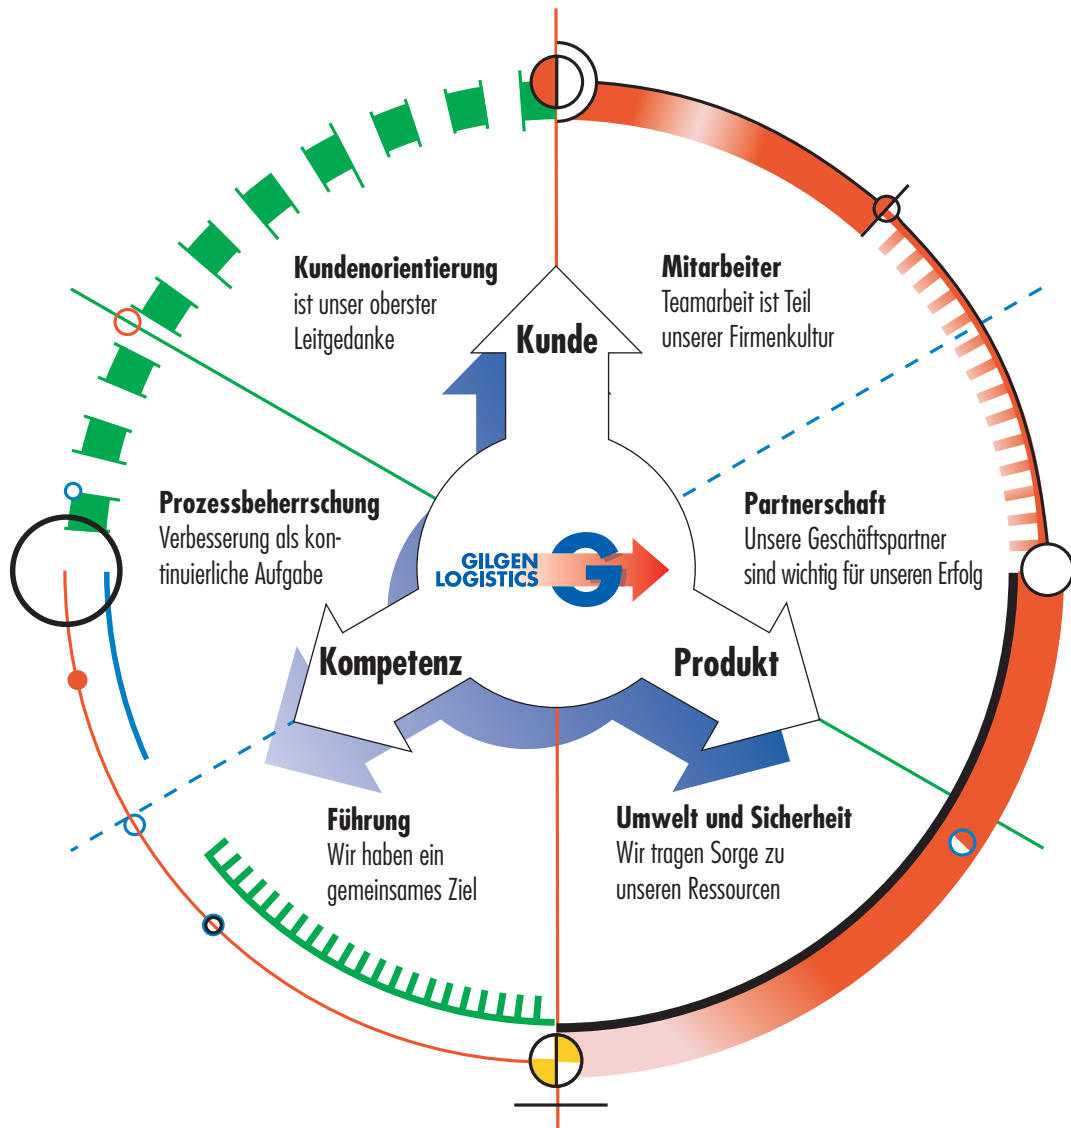 Kundenorientierung
ist unser oberster
Leitgedanke
Mitarbeiter
Teamarbeit ist Teil
unserer Firmenkultur
Kunde
Prozessbeherrschung
Verbesserung als kon-
tinuierliche Aufgabe
GILGEN
LOGISTICS
G
Partnerschaft
Unsere Geschäftspartner
sind wichtig für unseren Erfolg
Kompetenz
Produkt
Führung
Wir haben ein
gemeinsames Ziel
Umwelt und Sicherheit
Wir tragen Sorge zu
unseren Ressourcen